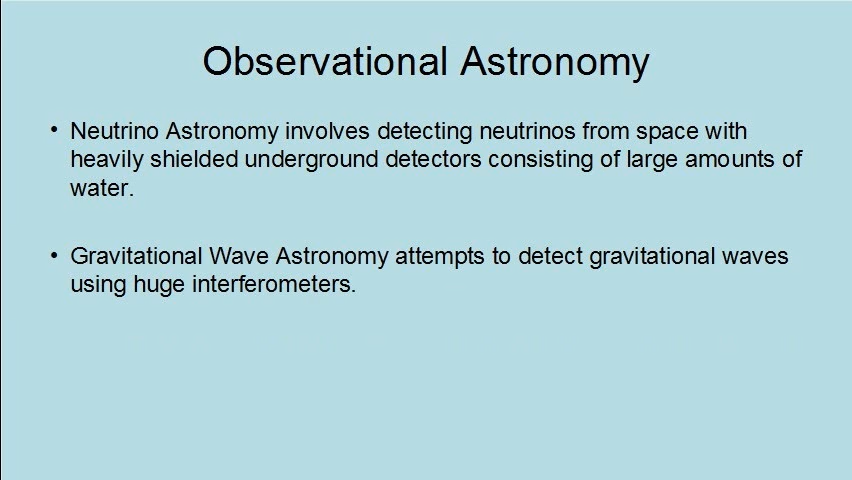 Observational Astronomy
• Neutrino Astronomy involves detecting neutrinos from space with
heavily shielded underground detectors consisting of large amounts of
water.
• Gravitational Wave Astronomy attempts to detect gravitational waves
using huge interferometers.